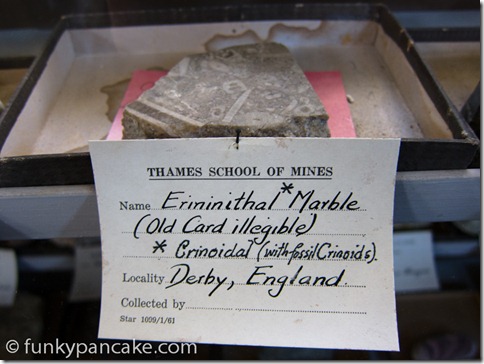 THAMES SCHOOL OF MINES
Name Erininithal* Marble
(Old Card illegible)
* Crinoidal (with fossil Crinoids).
Locality Derby, England.
Collected by
Star 1099/1/61
© funkypancake.com